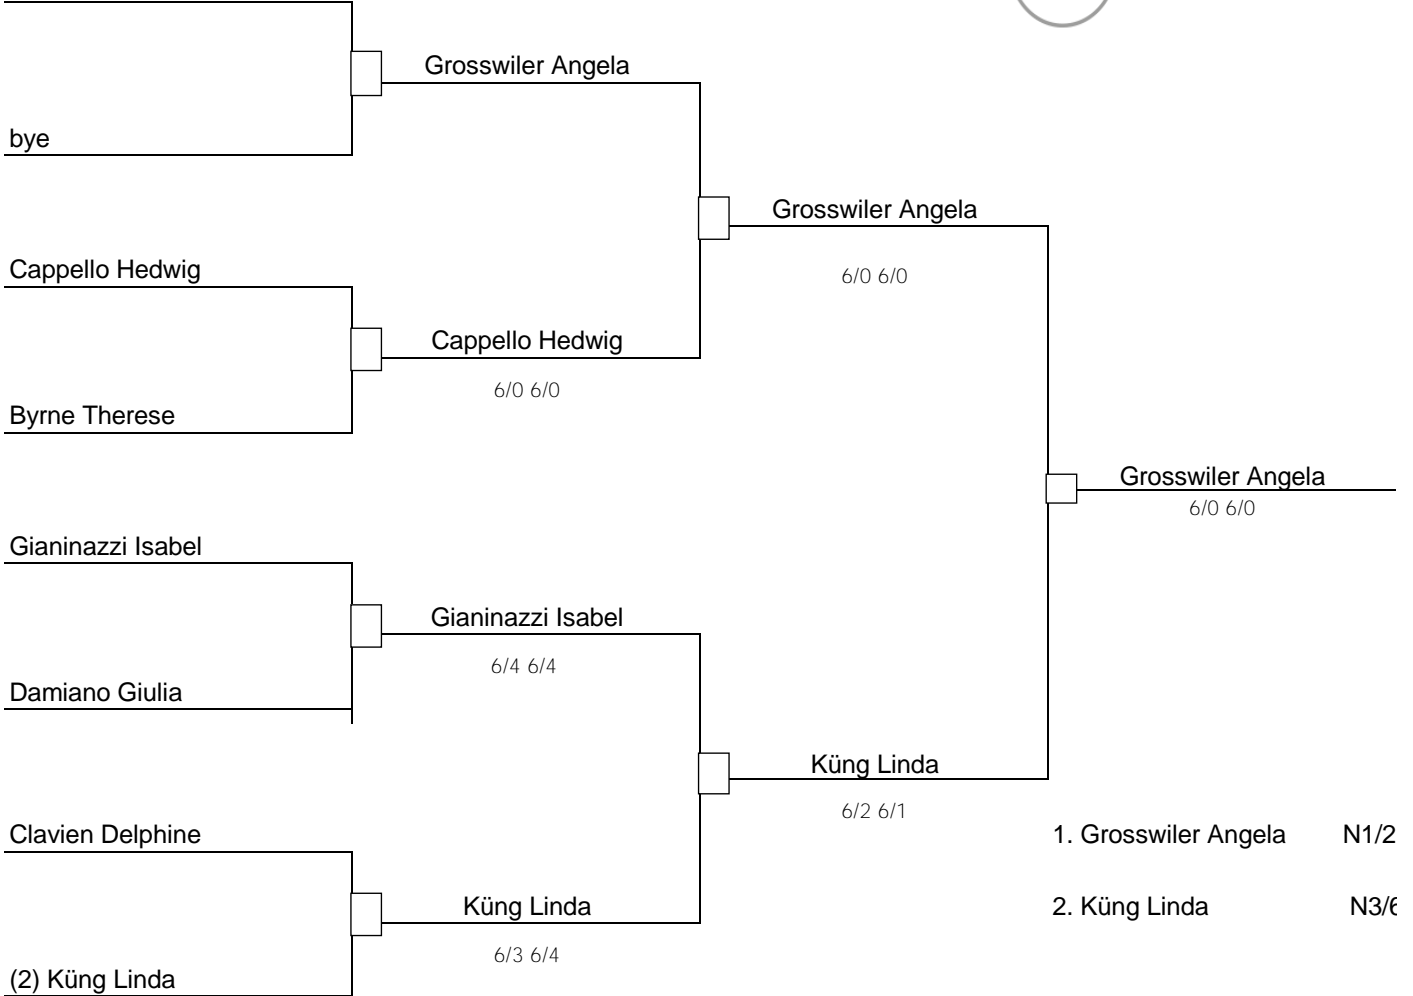 Grosswiler Angela
bye
Grosswiler Angela
6/0 6/0
Cappello Hedwig
Cappello Hedwig
6/0 6/0
Byrne Therese
Grosswiler Angela
6/0 6/0
Gianinazzi Isabel
Gianinazzi Isabel
6/4 6/4
Damiano Giulia
Küng Linda
6/2 6/1
Clavien Delphine
1. Grosswiler Angela N1/2
Küng Linda
2. Küng Linda
6/3 6/4
(2) Küng Linda